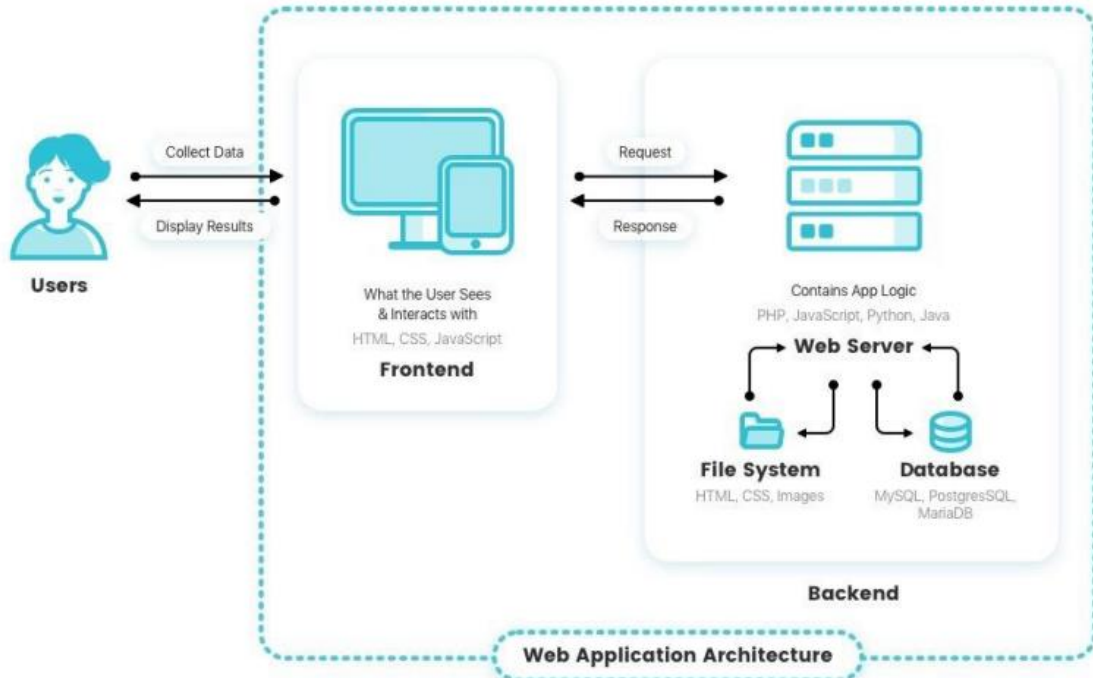 Collect Data
Display Results
Users
What the User Sees
& Interacts with
HTML, CSS, JavaScript
Frontend
Request
Response
Contains App Logic
PHP, JavaScript, Python, Java
Web Server
File System
HTML, CSS, Images
Database
MySQL, PostgresSQL,
MariaDB
Backend
Web Application Architecture